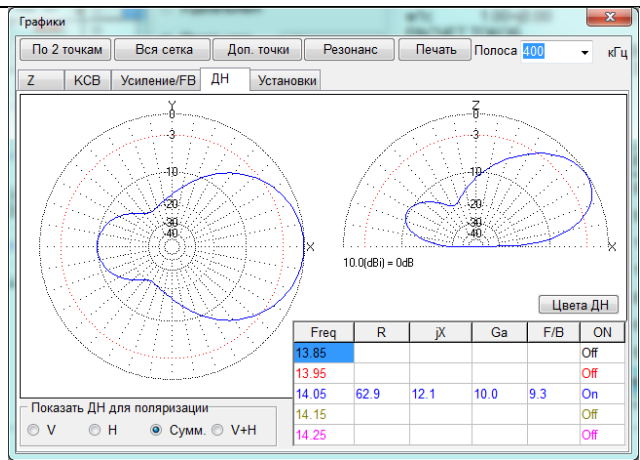 Графики
По 2 точкам Вся сетка Доп. точки Резонанс Печать Полоса 400 кГц
Z КСВ Усиление/FB ДН Установки
Y Z
0 0
-3 -3
-10 -10
-20 -20
-30 -30
-40 -40
X X
10.0(dBi) = 0dB
Цвета ДН
Freq R jX Ga F/B ON
13.85 Off
13.95 Off
14.05 62.9 12.1 10.0 9.3 On
14.15 Off
14.25 Off
Показать ДН для поляризации
V H Сумм. V+H